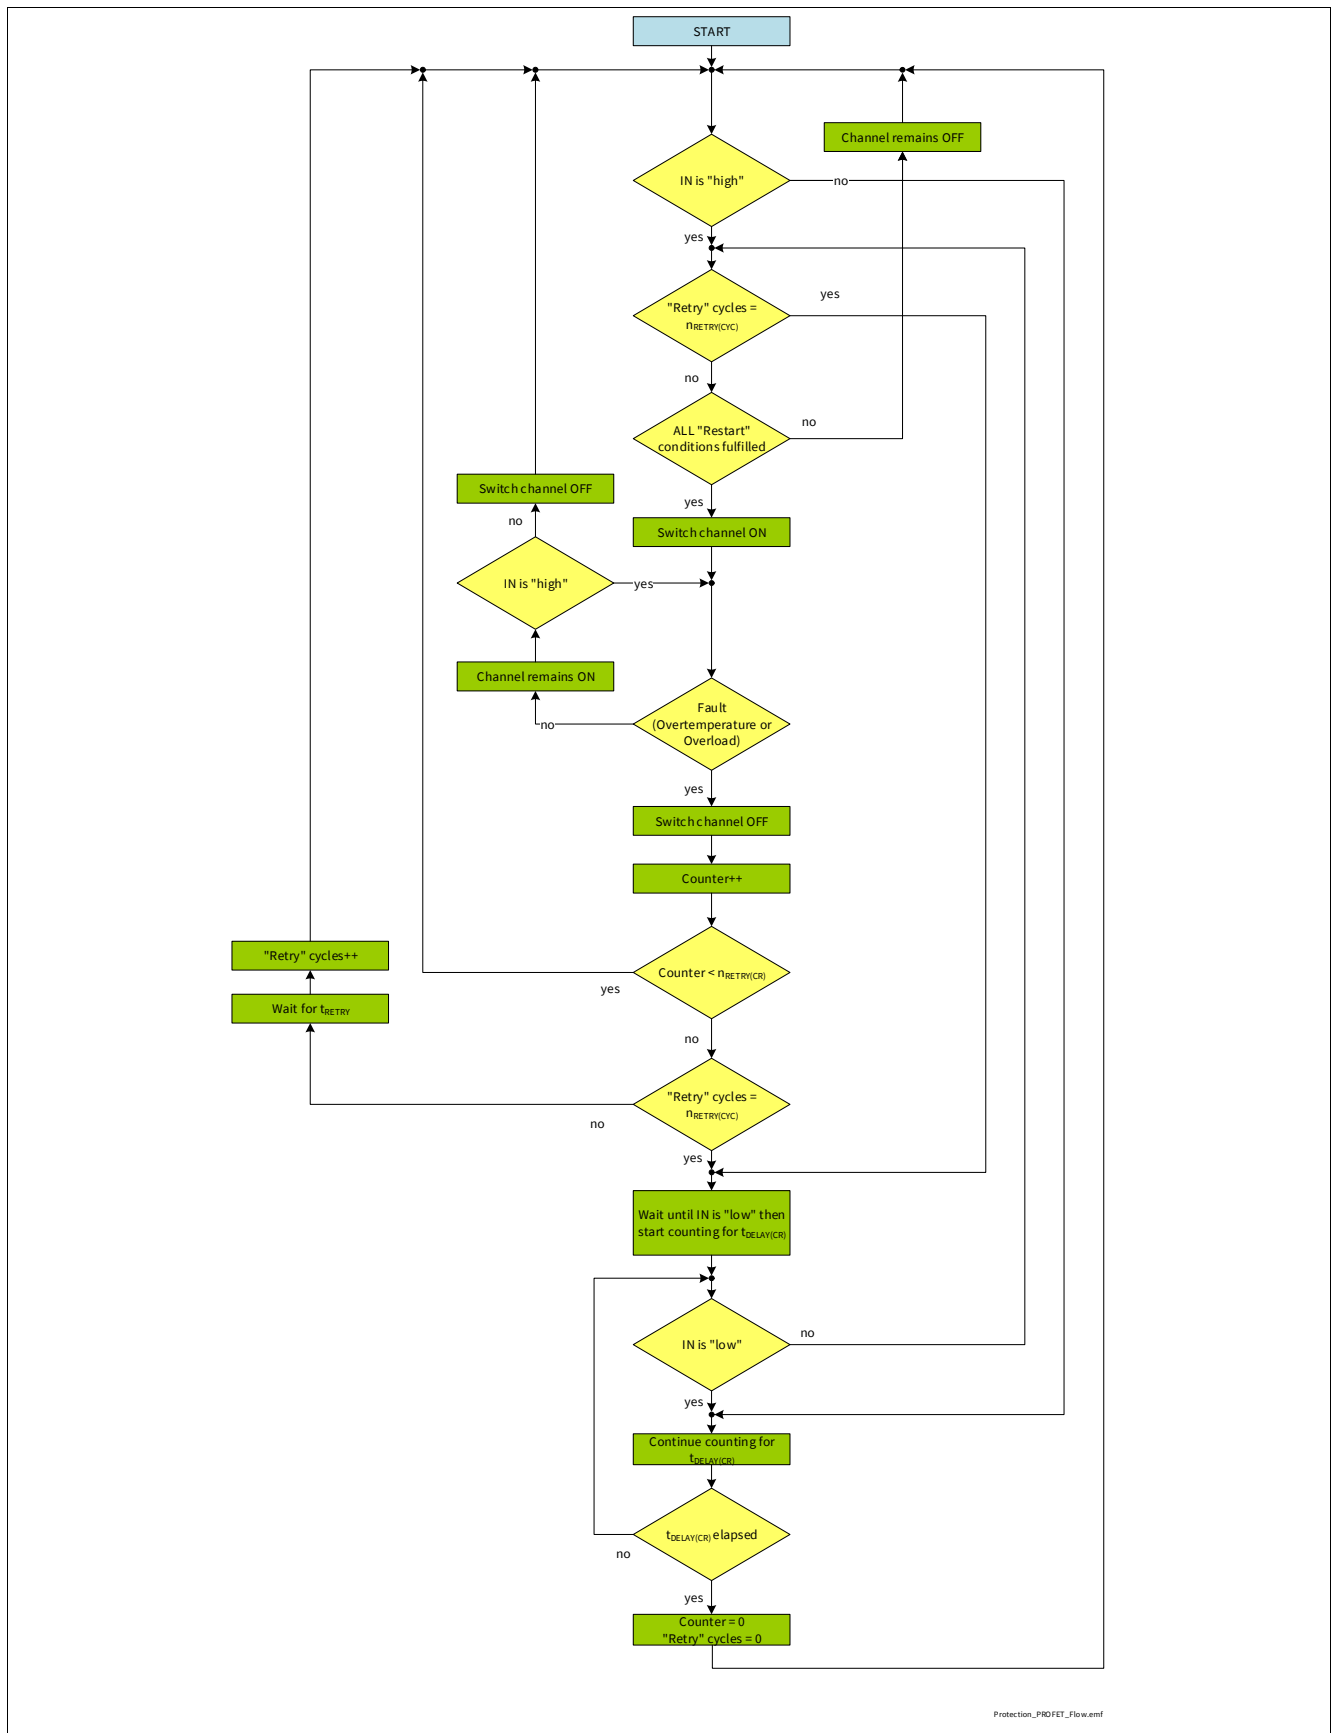 START
Channel remains OFF
IN is "high"
no
yes
"Retry" cycles =
nRETRY(CYC)
yes
no
ALL "Restart"
conditions fulfilled
no
Switch channel OFF
yes
no
Switch channel ON
IN is "high"
yes
Channel remains ON
Fault
(Overtemperature or
Overload)
no
yes
Switch channel OFF
Counter++
"Retry" cycles++
Counter < nRETRY(CR)
yes
Wait for tRETRY
no
"Retry" cycles =
nRETRY(CYC)
no
yes
Wait until IN is "low" then
start counting for tDELAY(CR)
IN is "low"
no
yes
Continue counting for
tDELAY(CR)
tDELAY(CR) elapsed
no
yes
Counter = 0
"Retry" cycles = 0
Protection_PROFET_Flow.emf